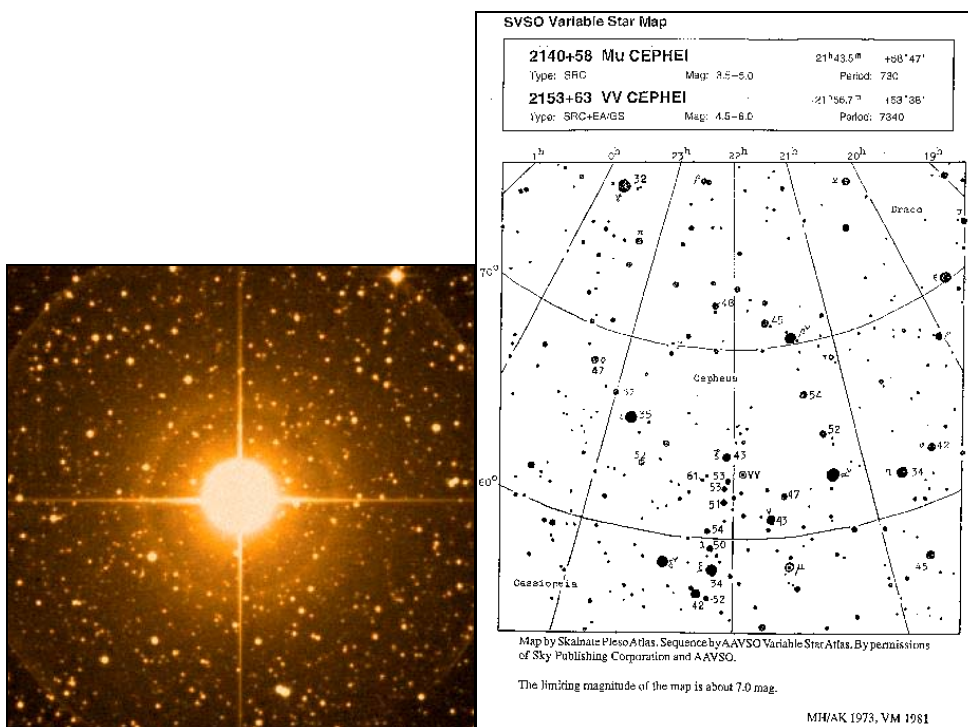 SVSO Variable Star Map
2140+58 Mu CEPHEI 21ʰ43.5ᵐ +58°47'
Type: SRC Mag: 3.5-5.0 Period: 730
2153+63 VV CEPHEI 21ʰ56.7ᵐ +53°38'
Type: SRC+EA/GS Mag: 4.5-6.0 Period: 7340
1ʰ 0ʰ 23ʰ 22ʰ 21ʰ 20ʰ 19ʰ
32
β
γ
κ
Draco
π
70°
48
45
47
Cepheus
35
54
52
42
43
VV
η 34
61
53
53
60°
51
47
ν
43
54
λ 50
μ
34
45
Cassiopeia
42
52
Map by Skalnate Pleso Atlas. Sequence by AAVSO Variable Star Atlas. By permissions
of Sky Publishing Corporation and AAVSO.
The limiting magnitude of the map is about 7.0 mag.
MH/AK 1973, VM 1981